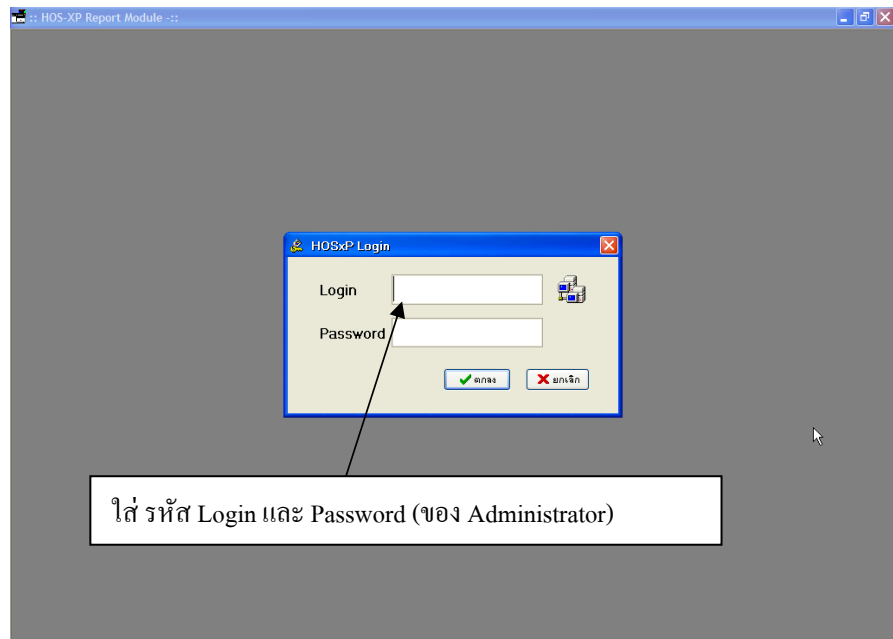 :: HOS-XP Report Module -::
HOSxP Login
Login
Password
ตกลง
ยกเลิก
ใส่ รหัส Login และ Password (ของ Administrator)